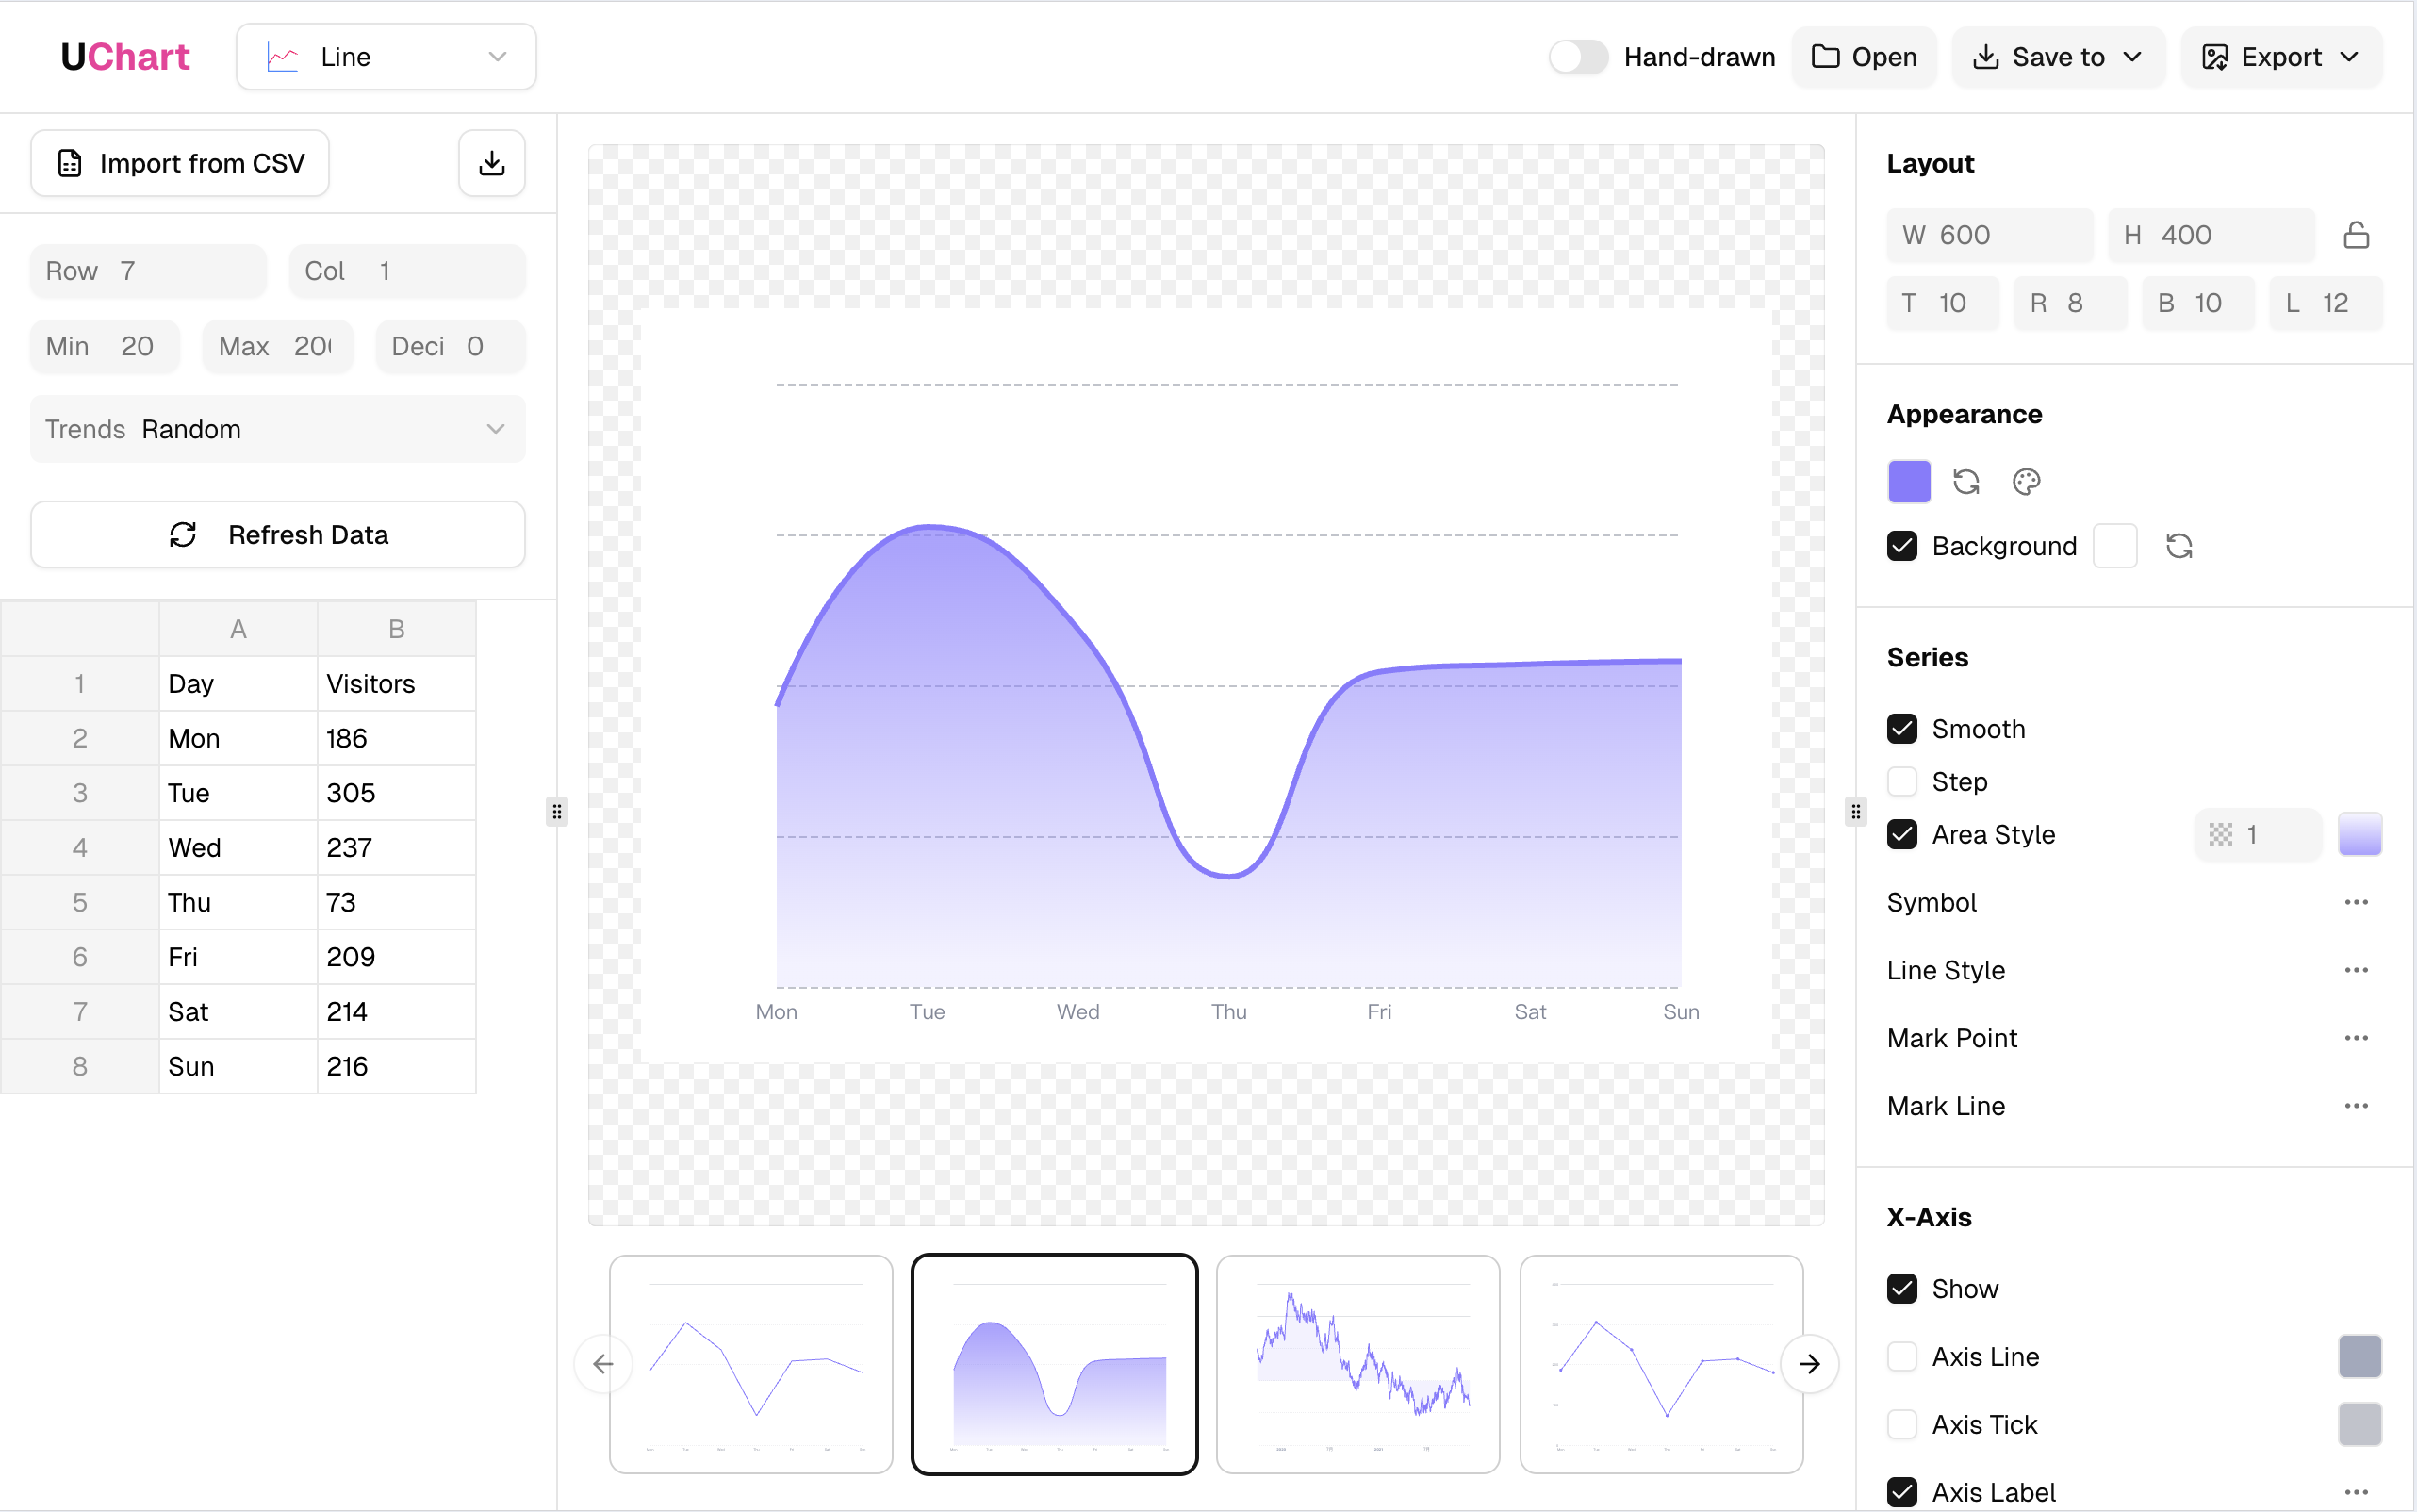 UChart Line Hand-drawn Open Save to Export
Import from CSV
Row 7 Col 1
Min 20 Max 20
Deci 0
Trends Random
Refresh Data
A B
1 Day Visitors
2 Mon 186
3 Tue 305
4 Wed 237
5 Thu 73
6 Fri 209
7 Sat 214
8 Sun 216
Mon Tue Wed Thu Fri Sat Sun
Layout
W 600 H 400
T 10 R 8 B 10 L 12
Appearance
Background
Series
Smooth
Step
Area Style 1
Symbol
Line Style
Mark Point
Mark Line
X-Axis
Show
Axis Line
Axis Tick
Axis Label